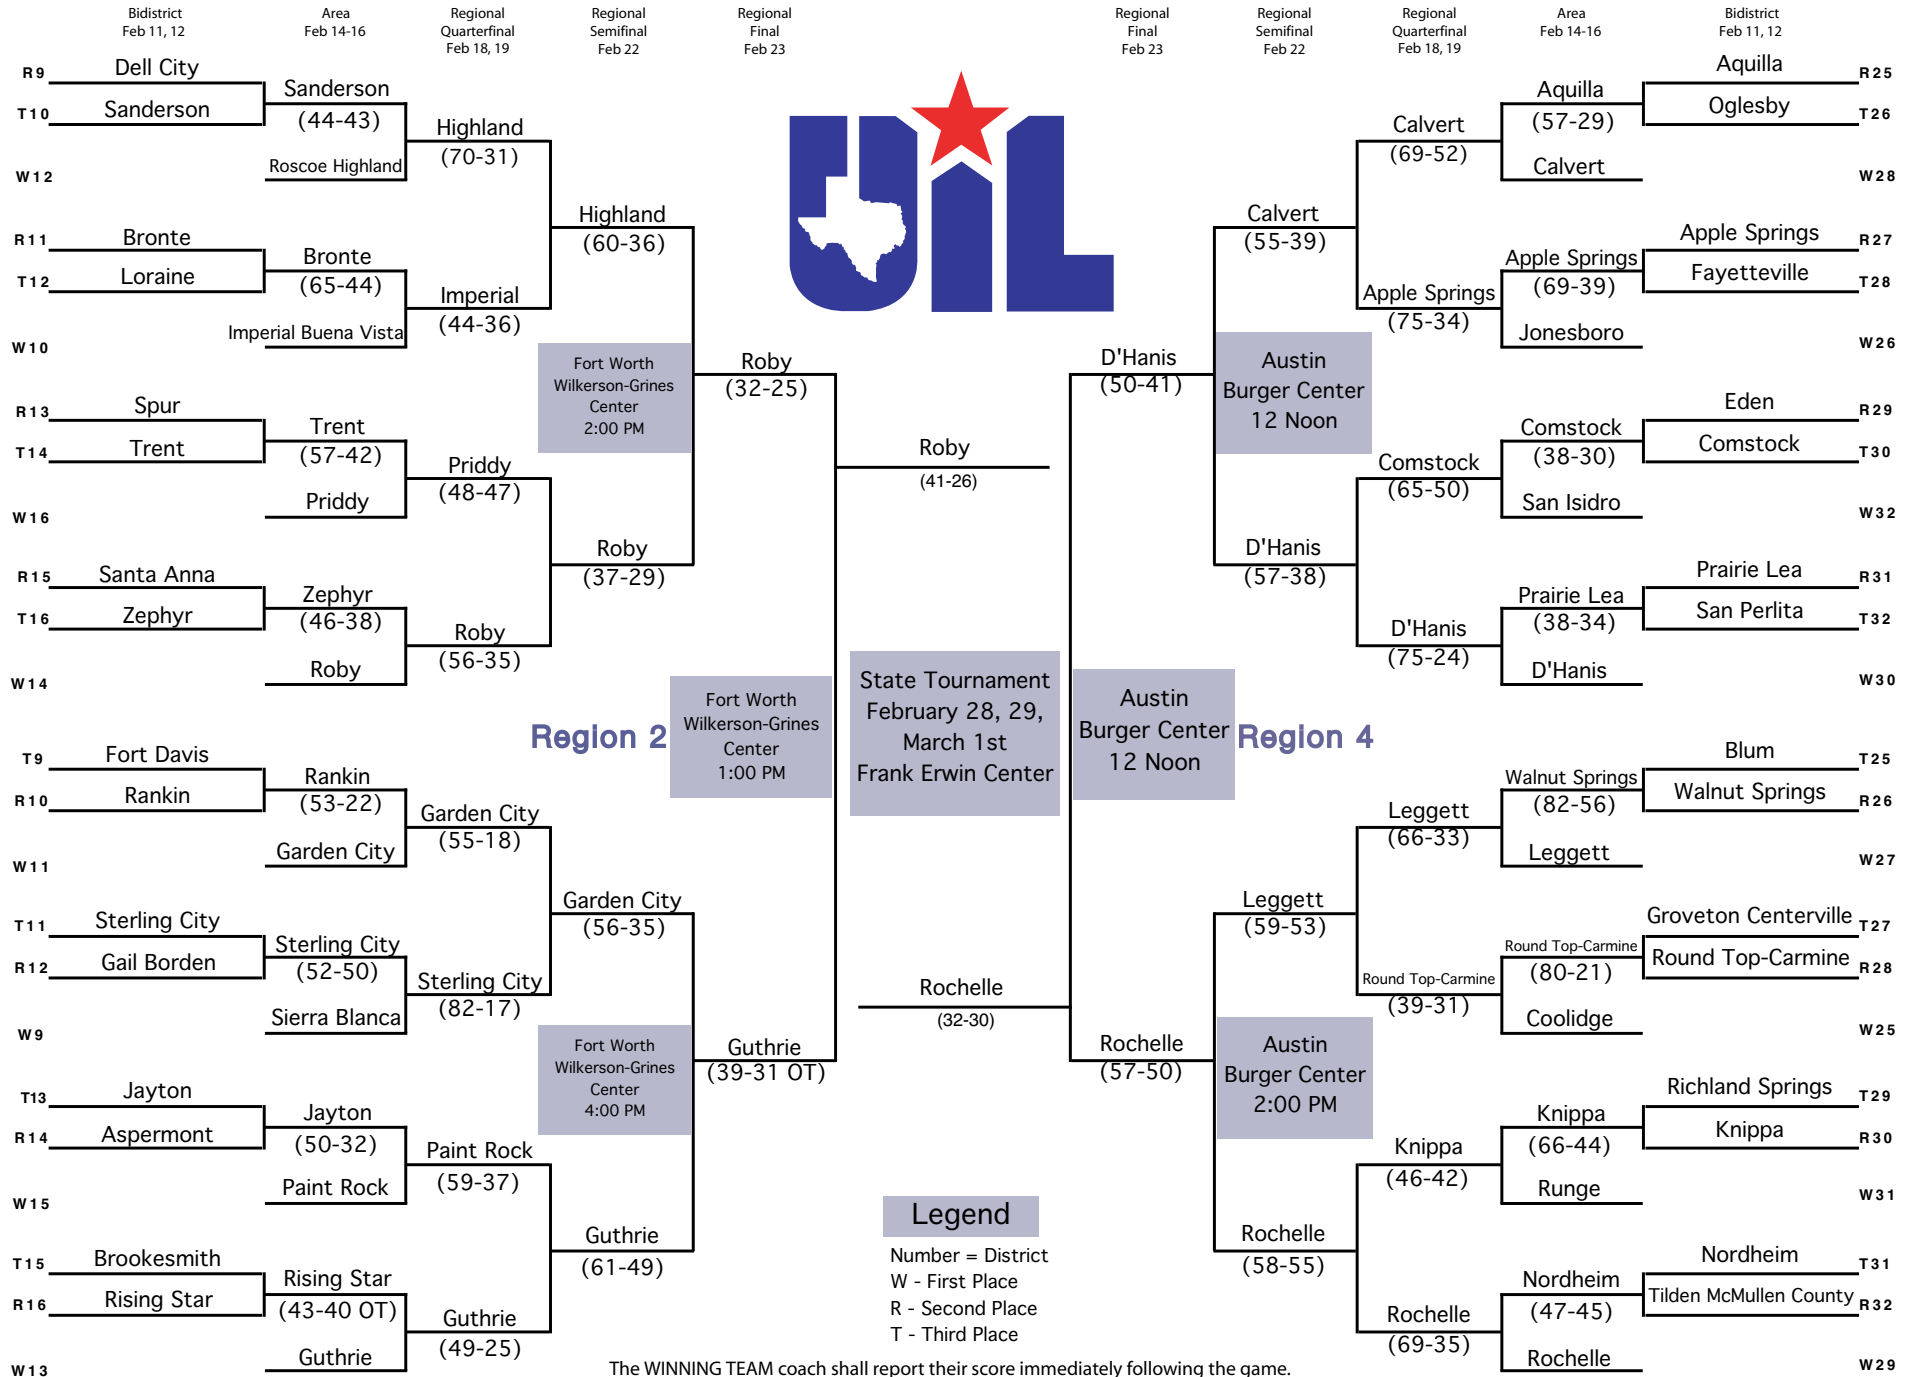 Bidistrict
Feb 11, 12
Area
Feb 14-16
Regional
Quarterfinal
Feb 18, 19
Regional
Semifinal
Feb 22
Regional
Final
Feb 23
Regional
Final
Feb 23
Regional
Semifinal
Feb 22
Regional
Quarterfinal
Feb 18, 19
Area
Feb 14-16
Bidistrict
Feb 11, 12
R9
Dell City
T10
Sanderson
Sanderson
(44-43)
W12
Roscoe Highland
Highland
(70-31)
R11
Bronte
T12
Loraine
Bronte
(65-44)
W10
Imperial Buena Vista
Imperial
(44-36)
Highland
(60-36)
R13
Spur
T14
Trent
Trent
(57-42)
W16
Priddy
Priddy
(48-47)
R15
Santa Anna
T16
Zephyr
Zephyr
(46-38)
W14
Roby
Roby
(56-35)
Roby
(37-29)
Fort Worth
Wilkerson-Grines
Center
2:00 PM
Roby
(32-25)
T9
Fort Davis
R10
Rankin
Rankin
(53-22)
W11
Garden City
Garden City
(55-18)
T11
Sterling City
R12
Gail Borden
Sterling City
(52-50)
W9
Sierra Blanca
Sterling City
(82-17)
Garden City
(56-35)
T13
Jayton
R14
Aspermont
Jayton
(50-32)
W15
Paint Rock
Paint Rock
(59-37)
T15
Brookesmith
R16
Rising Star
Rising Star
(43-40 OT)
W13
Guthrie
Guthrie
(49-25)
Guthrie
(61-49)
Fort Worth
Wilkerson-Grines
Center
4:00 PM
Guthrie
(39-31 OT)
Region 2
Fort Worth
Wilkerson-Grines
Center
1:00 PM
UIL
Roby
(41-26)
State Tournament
February 28, 29,
March 1st
Frank Erwin Center
Rochelle
(32-30)
Legend
Number = District
W - First Place
R - Second Place
T - Third Place
The WINNING TEAM coach shall report their score immediately following the game.
D'Hanis
(50-41)
Austin
Burger Center
12 Noon
Austin
Burger Center
12 Noon
Region 4
Rochelle
(57-50)
Austin
Burger Center
2:00 PM
Calvert
(55-39)
D'Hanis
(57-38)
Leggett
(59-53)
Rochelle
(58-55)
Calvert
(69-52)
Aquilla
(57-29)
Calvert
Aquilla
R25
Oglesby
T26
W28
Apple Springs
(75-34)
Apple Springs
(69-39)
Jonesboro
Apple Springs
R27
Fayetteville
T28
W26
Comstock
(65-50)
Comstock
(38-30)
San Isidro
Eden
R29
Comstock
T30
W32
D'Hanis
(75-24)
Prairie Lea
(38-34)
D'Hanis
Prairie Lea
R31
San Perlita
T32
W30
Leggett
(66-33)
Walnut Springs
(82-56)
Leggett
Blum
T25
Walnut Springs
R26
W27
Round Top-Carmine
(39-31)
Round Top-Carmine
(80-21)
Coolidge
Groveton Centerville
T27
Round Top-Carmine
R28
W25
Knippa
(46-42)
Knippa
(66-44)
Runge
Richland Springs
T29
Knippa
R30
W31
Rochelle
(69-35)
Nordheim
(47-45)
Rochelle
Nordheim
T31
Tilden McMullen County
R32
W29